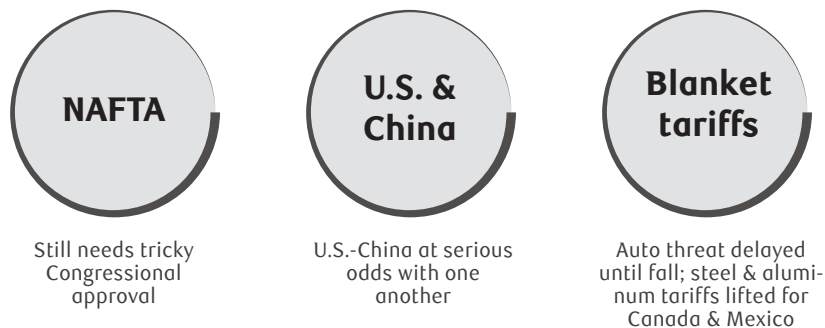 NAFTA
Still needs tricky
Congressional
approval
U.S. &
China
U.S.-China at serious
odds with one
another
Blanket
tariffs
Auto threat delayed
until fall; steel & alumi-
num tariffs lifted for
Canada & Mexico